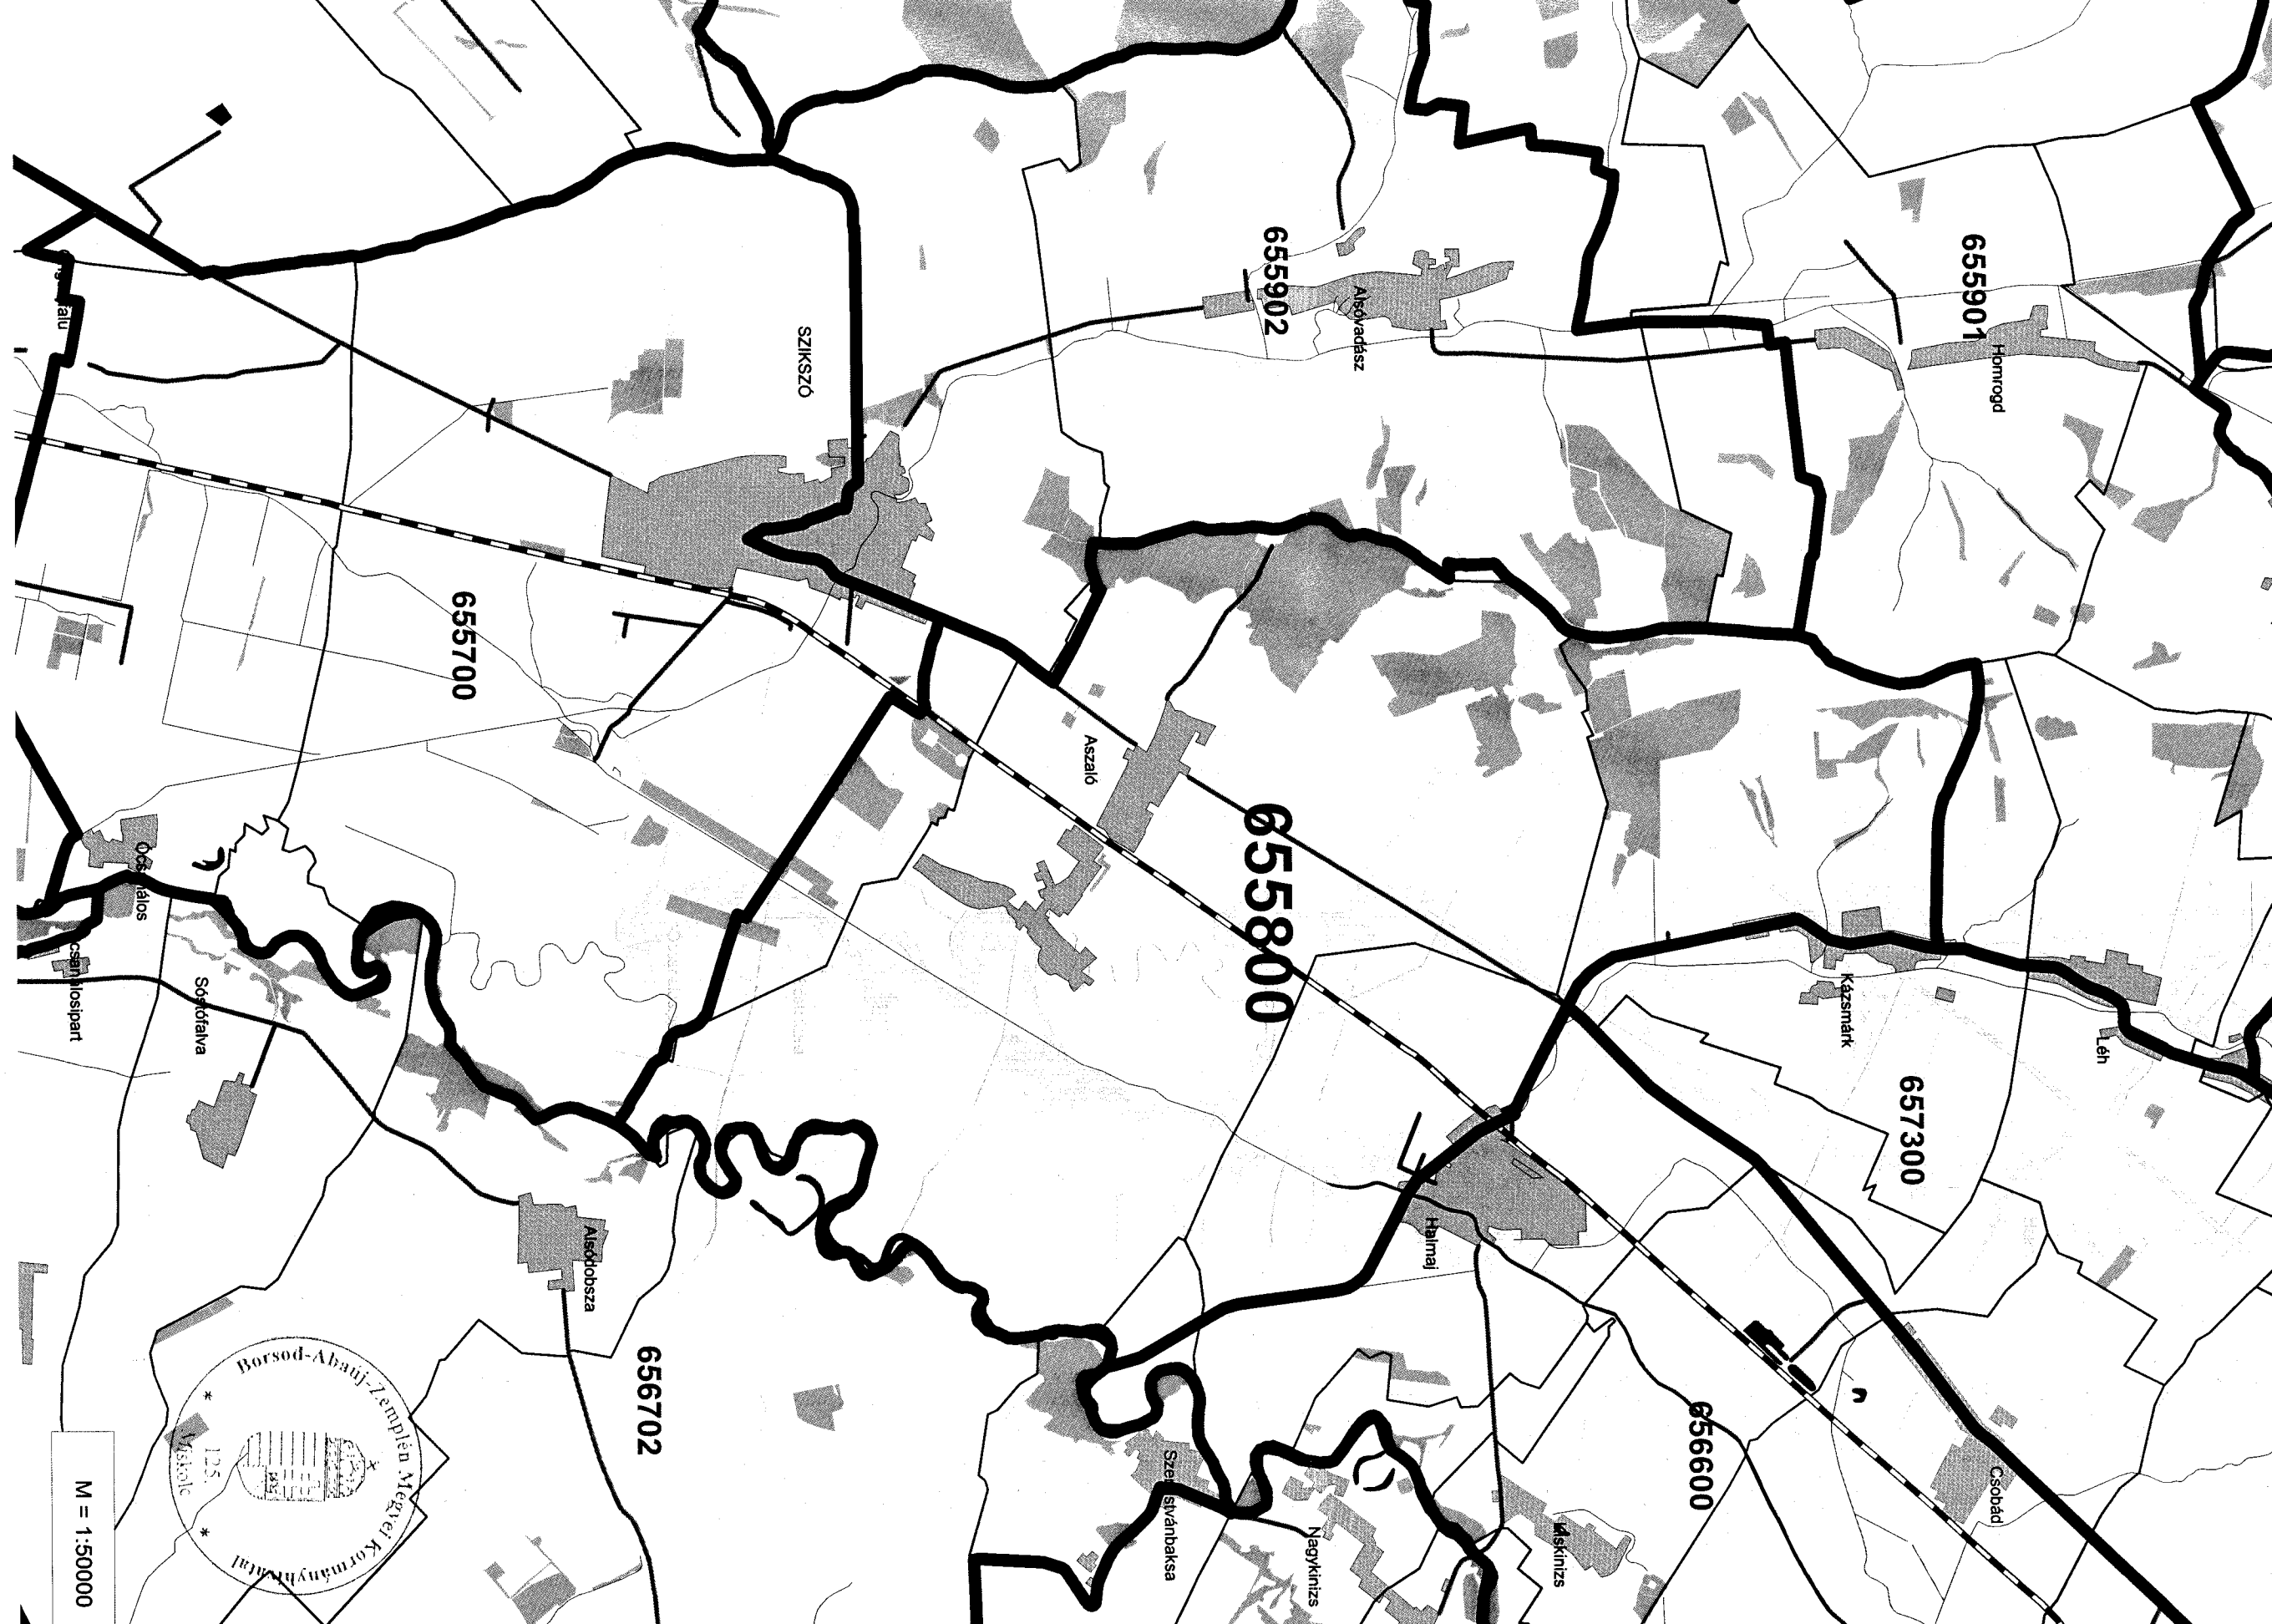 655901
Homrogd
655902
Alsóvadász
SZIKSZÓ
655700
Aszaló
655800
Kázsmárk
Léh
657300
Halmaj
Sóstófalva
Alsódobsza
656702
656600
Csobád
Kiskinizs
Nagykinizs
Borsod-Abaúj-Zemplén Megyei Kormányhivatal
* Miskolc *
125.
M = 1:50000